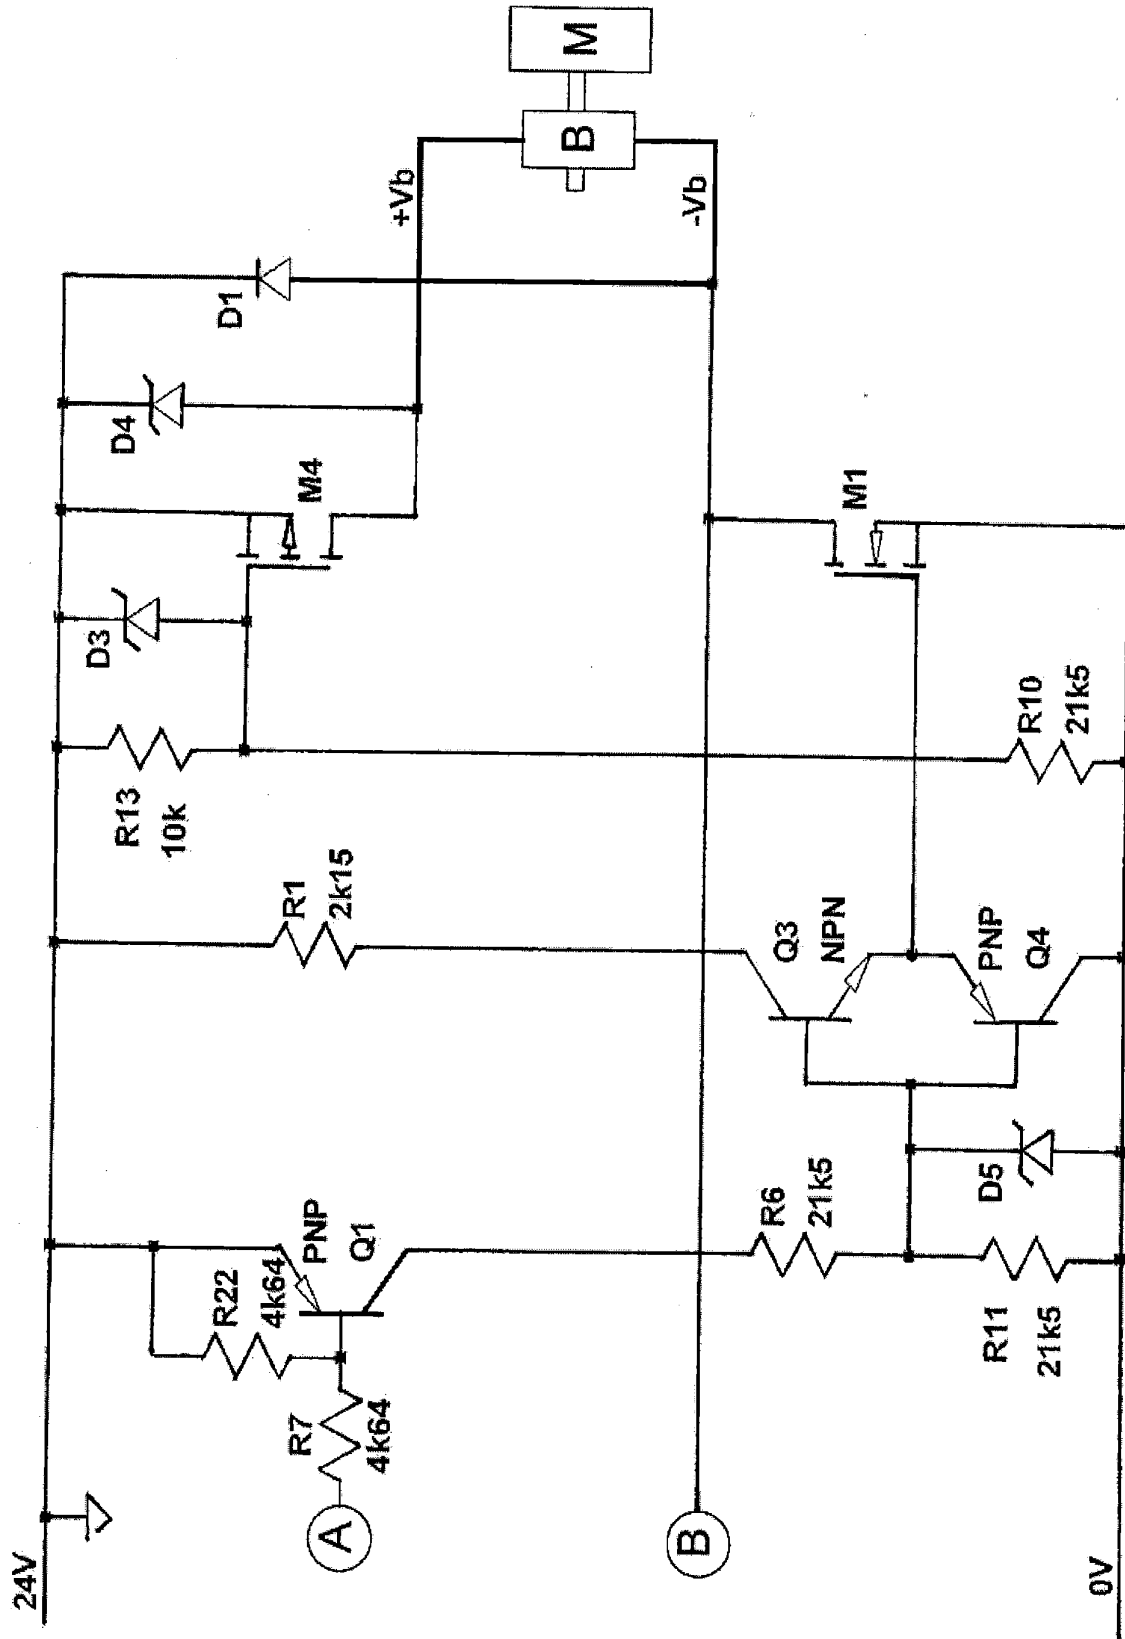 24V
0V
A
B
R7
4k64
R22
4k64
PNP
Q1
R6
21k5
R11
21k5
D5
Q3
NPN
PNP
Q4
R1
2k15
R13
10k
R10
21k5
D3
M4
M1
D4
D1
+Vb
-Vb
B
M